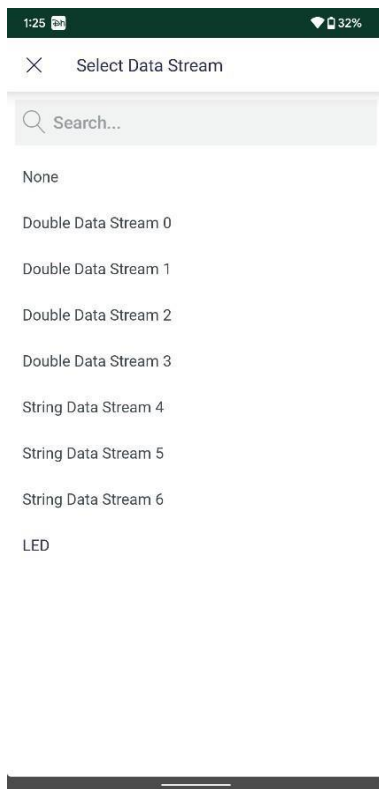 1:25
32%
Select Data Stream
Search...
None
Double Data Stream 0
Double Data Stream 1
Double Data Stream 2
Double Data Stream 3
String Data Stream 4
String Data Stream 5
String Data Stream 6
LED